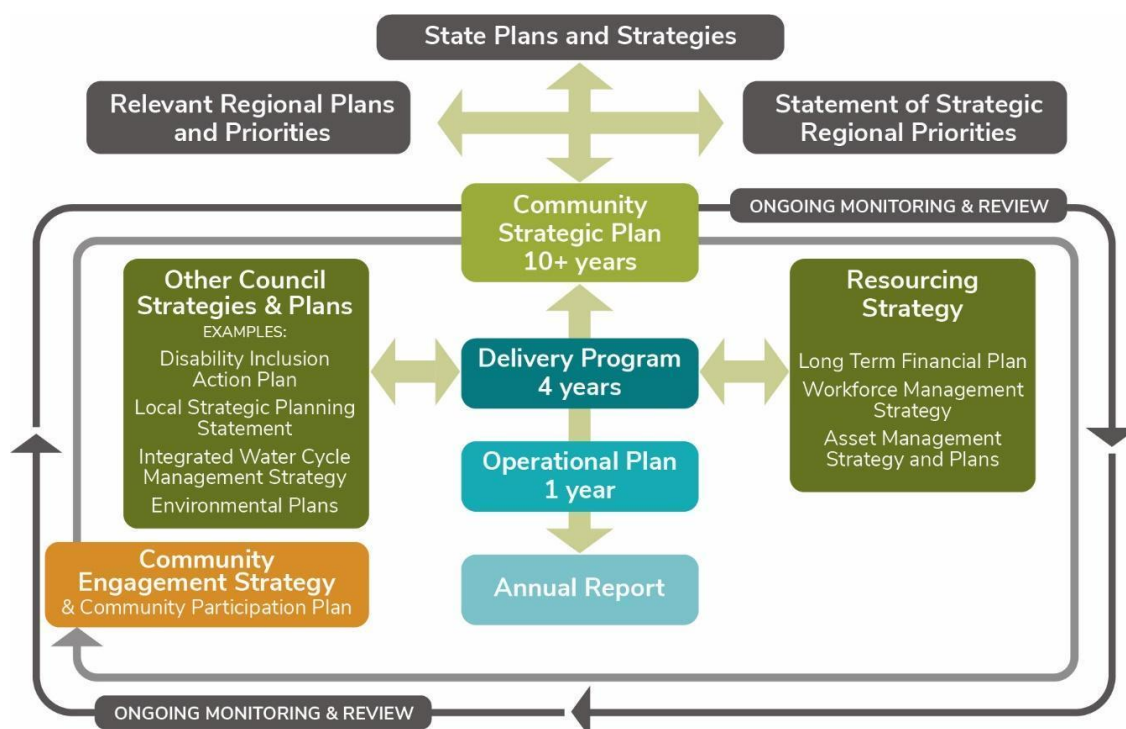 State Plans and Strategies
Relevant Regional Plans
and Priorities
Statement of Strategic
Regional Priorities
Community
Strategic Plan
10+ years
ONGOING MONITORING & REVIEW
Other Council
Strategies & Plans
EXAMPLES:
Disability Inclusion
Action Plan
Local Strategic Planning
Statement
Integrated Water Cycle
Management Strategy
Environmental Plans
Delivery Program
4 years
Resourcing
Strategy
Long Term Financial Plan
Workforce Management
Strategy
Asset Management
Strategy and Plans
Operational Plan
1 year
Community
Engagement Strategy
& Community Participation Plan
Annual Report
ONGOING MONITORING & REVIEW